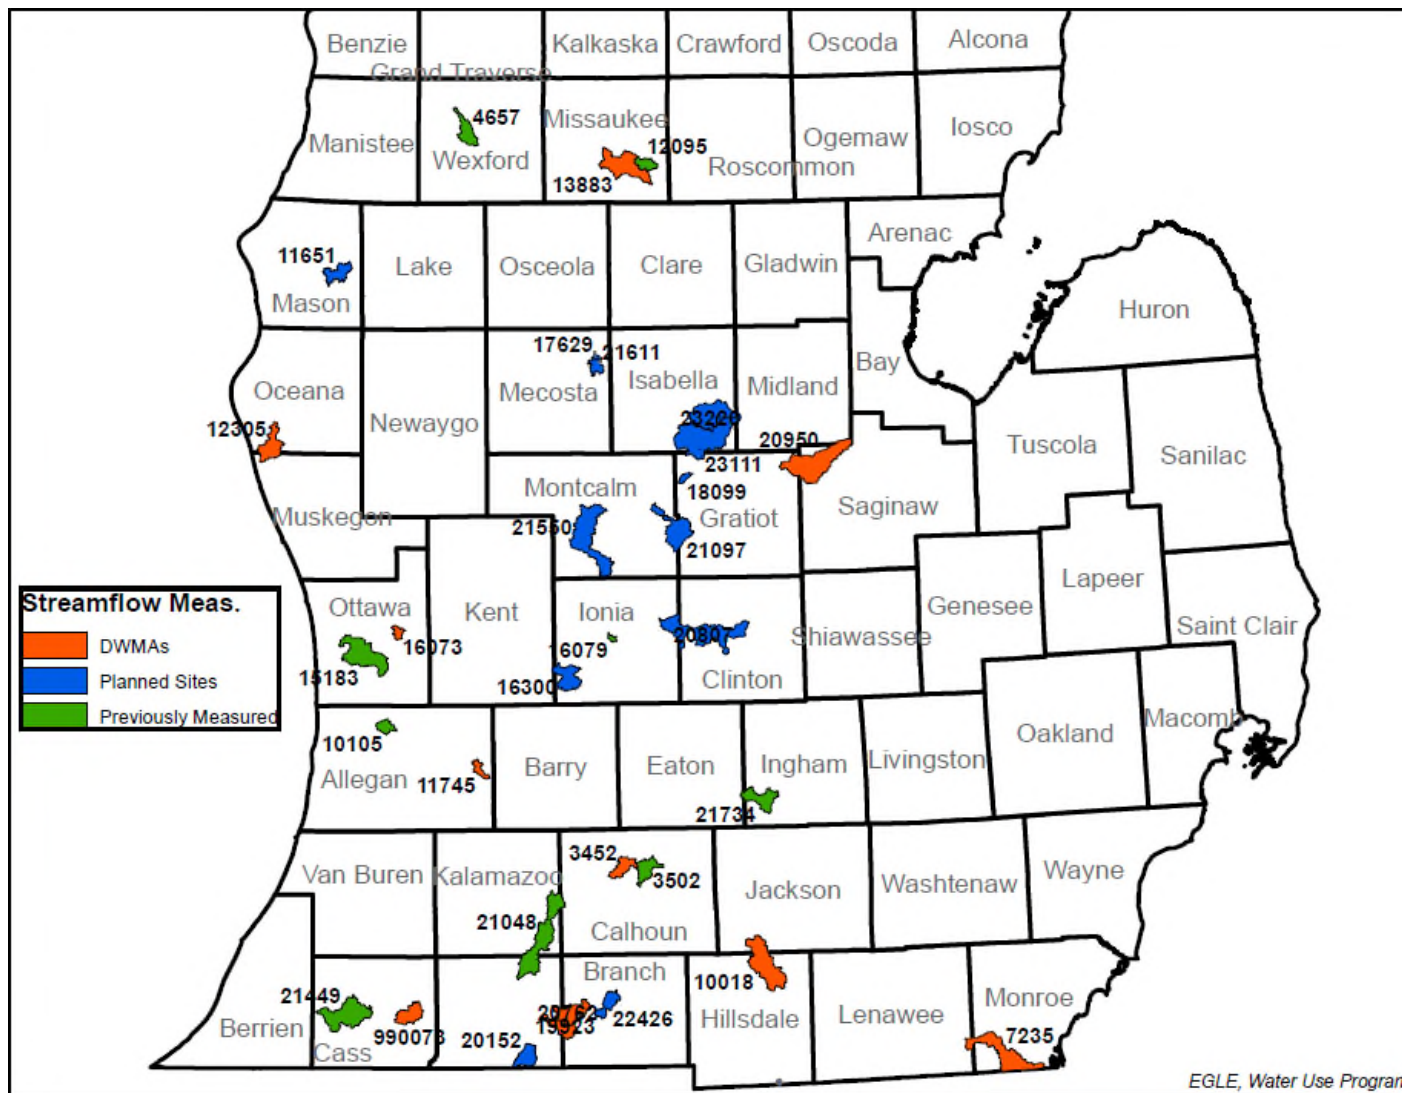 Benzie
Kalkaska
Crawford
Oscoda
Alcona
Grand Traverse
4657
Missaukee
12095
Manistee
Wexford
13883
Roscommon
Ogemaw
Iosco
11651
Mason
Lake
Osceola
Clare
Gladwin
Arenac
Huron
17629
21611
Oceana
Mecosta
Isabella
Midland
Bay
12305
Newaygo
23220
20950
Tuscola
Sanilac
23111
18099
Montcalm
Gratiot
Saginaw
Muskegon
21550
21097
Lapeer
Streamflow Meas.
DWMAs
Planned Sites
Previously Measured
Ottawa
16073
15183
Kent
Ionia
16079
16300
20807
Clinton
Shiawassee
Genesee
Saint Clair
10105
Allegan
11745
Barry
Eaton
Ingham
21734
Livingston
Oakland
Macomb
Van Buren
Kalamazoo
3452
3502
Jackson
Washtenaw
Wayne
21048
Calhoun
Branch
10018
21449
Berrien
Cass
990073
20152
19923
22426
Hillsdale
Lenawee
Monroe
7235
EGLE, Water Use Program